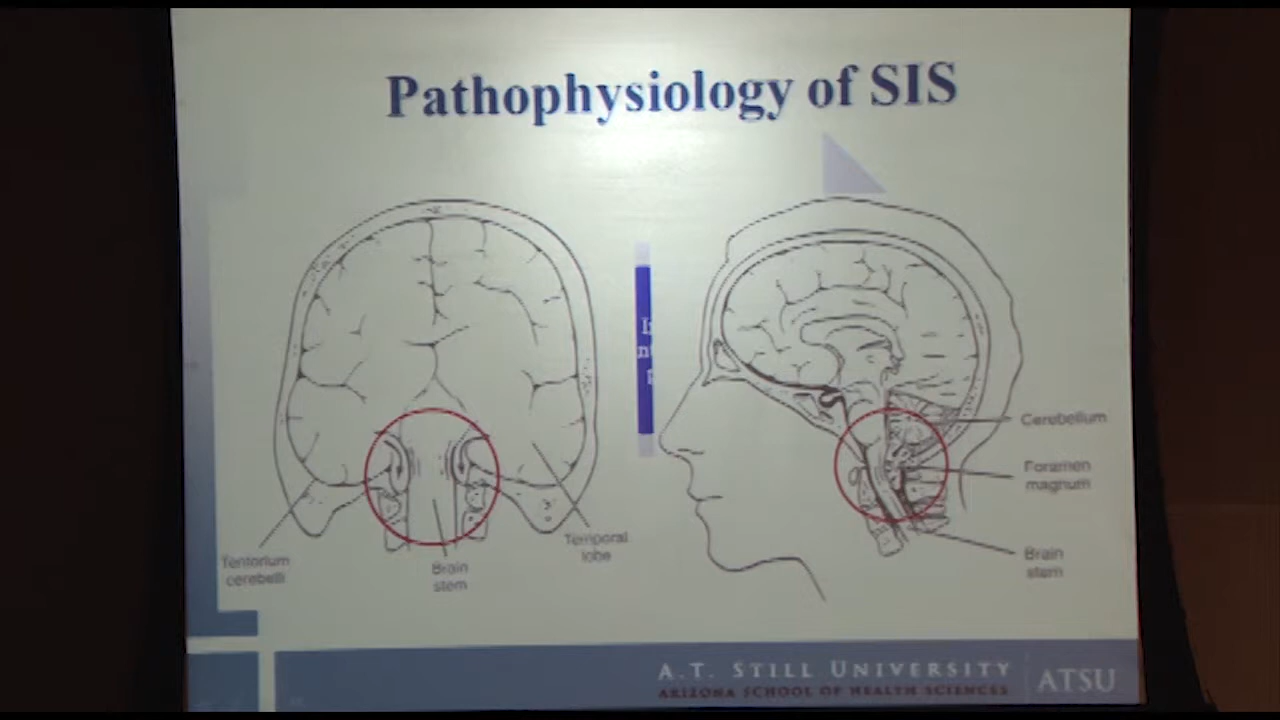 Pathophysiology of SIS
Tentorium
cerebelli
Brain
stem
Temporal
lobe
Cerebellum
Foramen
magnum
Brain
stem
A.T. STILL UNIVERSITY
ARIZONA SCHOOL OF HEALTH SCIENCES
ATSU